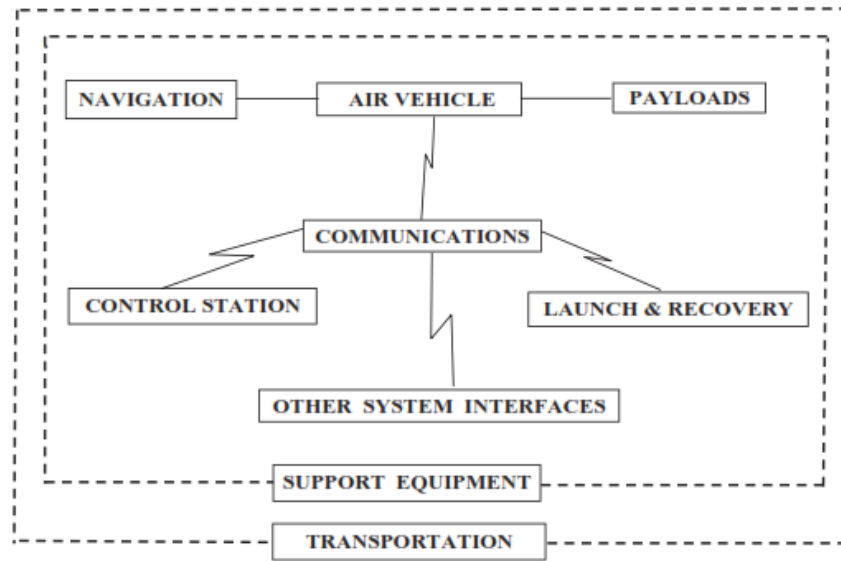 NAVIGATION
AIR VEHICLE
PAYLOADS
COMMUNICATIONS
CONTROL STATION
LAUNCH & RECOVERY
OTHER SYSTEM INTERFACES
SUPPORT EQUIPMENT
TRANSPORTATION